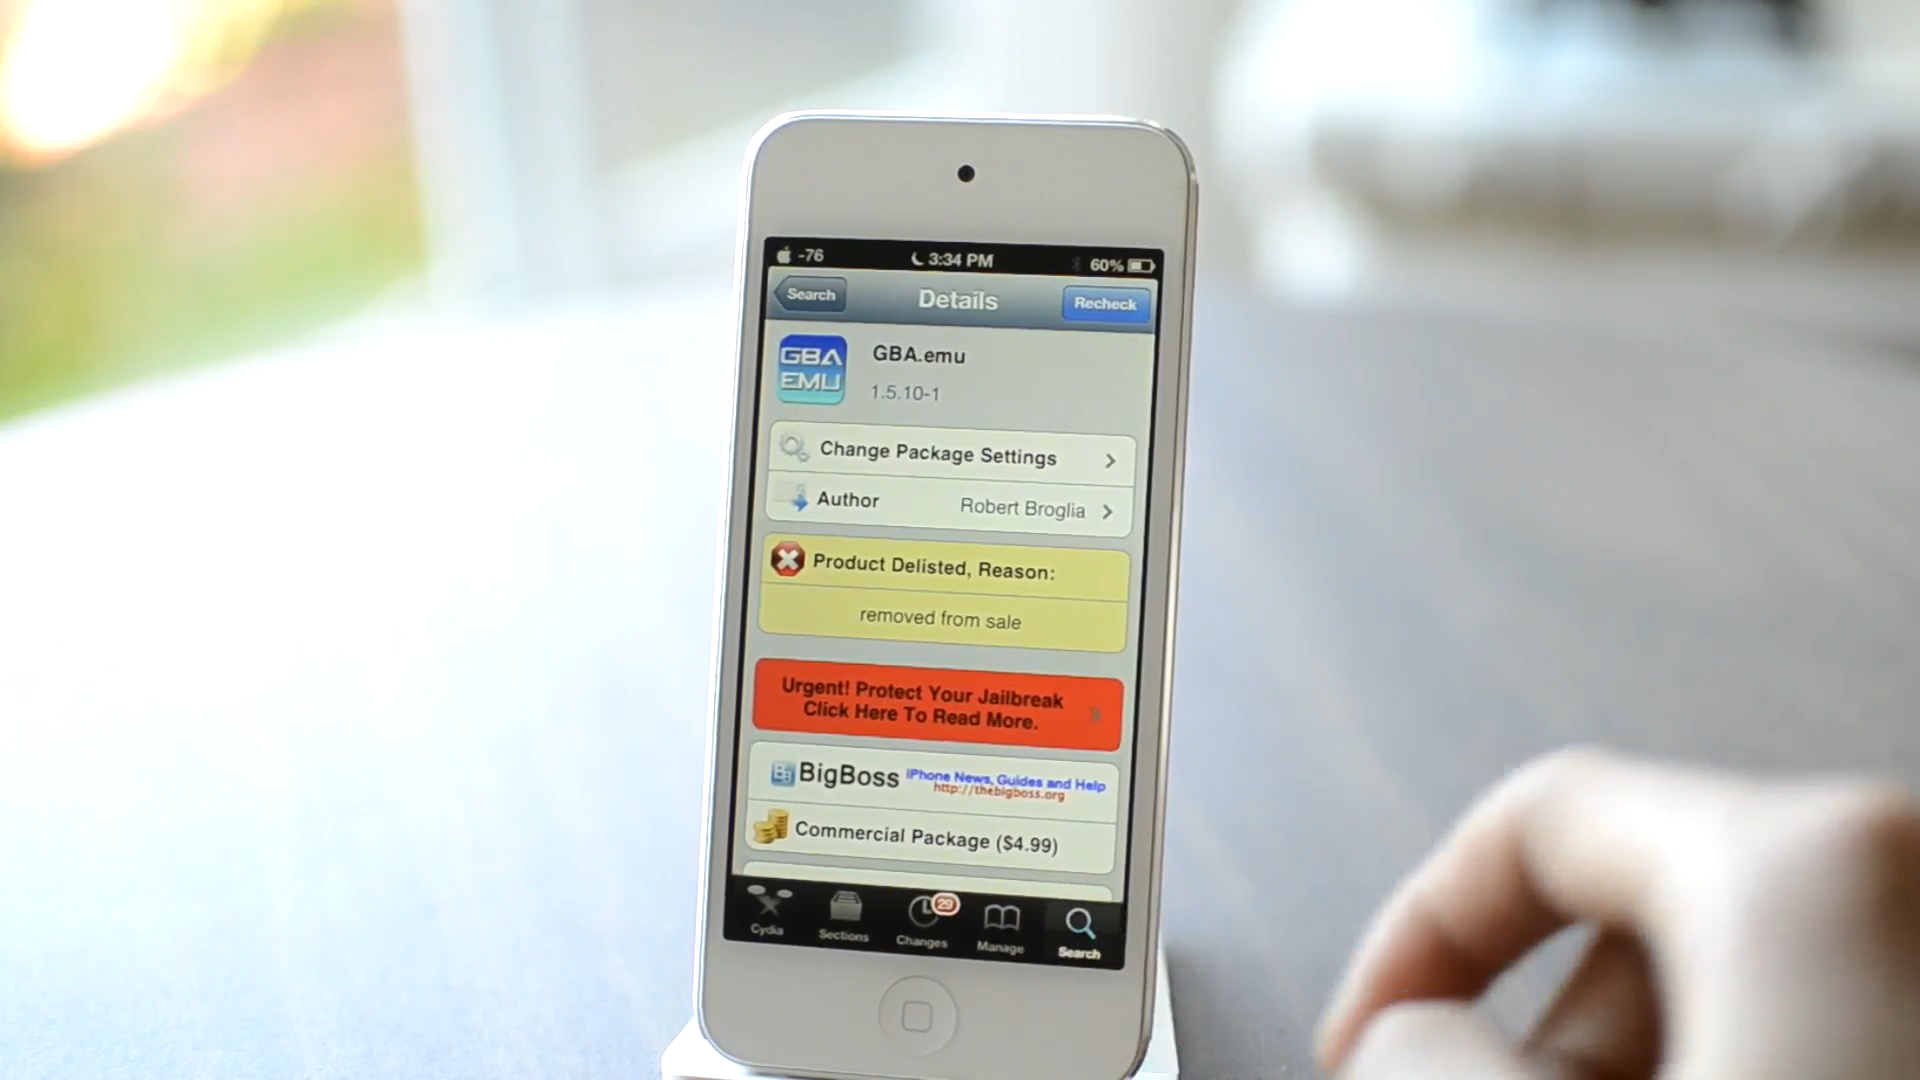 -76 3:34 PM 60%
Search Details Recheck
GBA EMU
GBA.emu
1.5.10-1
Change Package Settings
Author Robert Broglia
Product Delisted, Reason:
removed from sale
Urgent! Protect Your Jailbreak
Click Here To Read More.
BigBoss iPhone News, Guides and Help
http://thebigboss.org
Commercial Package ($4.99)
29
Cydia Sections Changes Manage Search